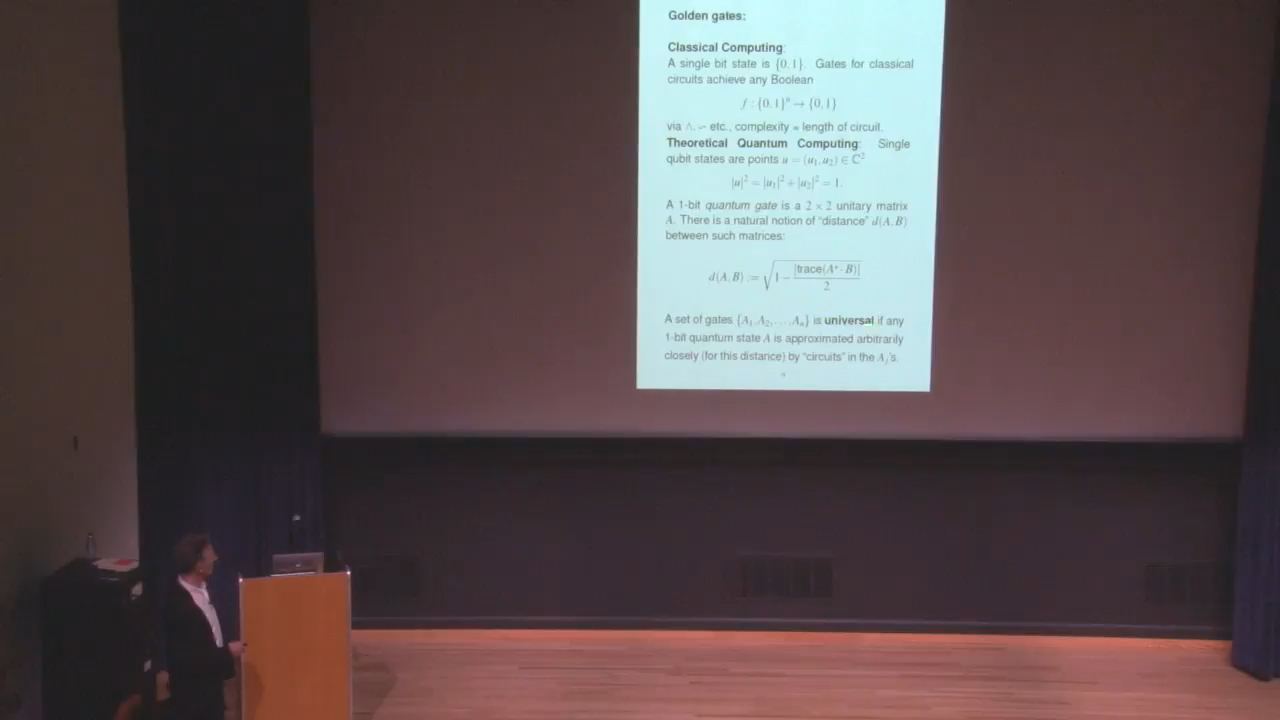 Golden gates:
Classical Computing:
A single bit state is {0, 1}. Gates for classical
circuits achieve any Boolean
f : {0, 1}ⁿ → {0, 1}
via ∧, ¬ etc., complexity = length of circuit.
Theoretical Quantum Computing: Single
qubit states are points u = (u₁, u₂) ∈ ℂ²
|u|² = |u₁|² + |u₂|² = 1.
A 1-bit quantum gate is a 2 × 2 unitary matrix
A. There is a natural notion of "distance" d(A, B)
between such matrices:
d(A, B) := √(1 − |trace(A* · B)|/2)
A set of gates {A₁, A₂, . . . , Aₙ} is universal if any
1-bit quantum state A is approximated arbitrarily
closely (for this distance) by "circuits" in the Aⱼ's.